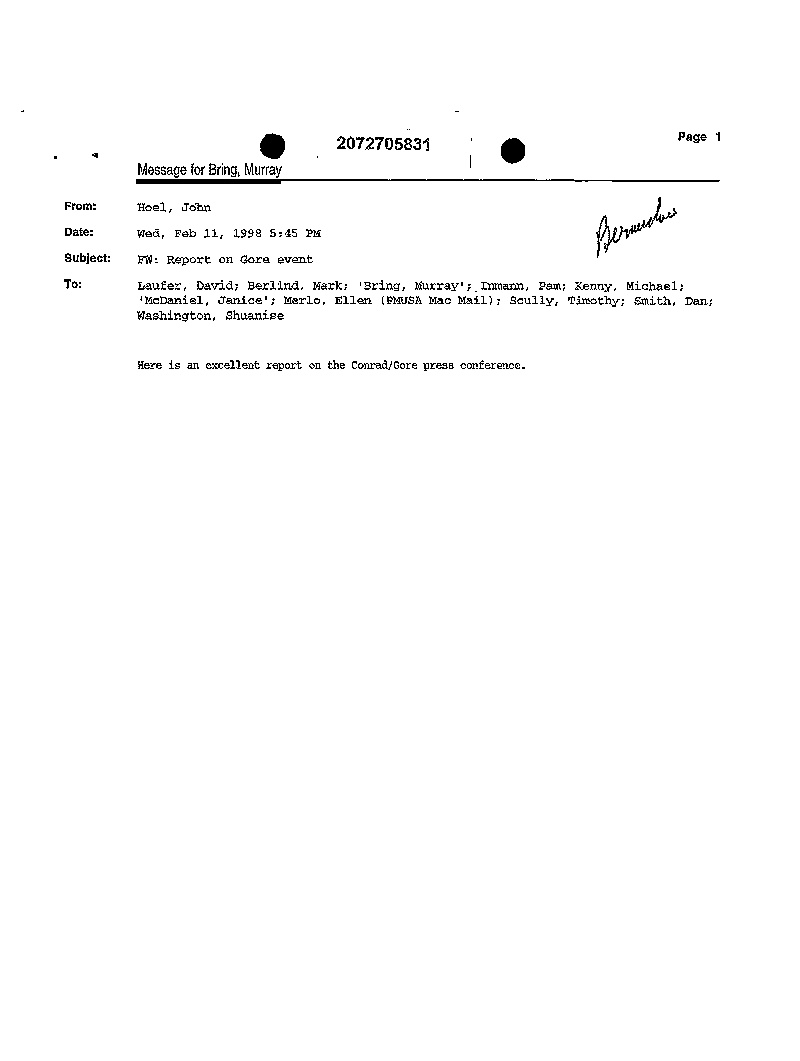 2072705831
Page 1
Message for Bring, Murray
From: Hoel, John
Date: Wed, Feb 11, 1998 5:45 PM
Subject: FW: Report on Gore event
To: Laufer, David; Berlind, Mark; 'Bring, Murray'; Inmann, Pam; Kenny, Michael;
'McDaniel, Janice'; Merlo, Ellen (PMUSA Mac Mail); Scully, Timothy; Smith, Dan;
Washington, Shuanise
Here is an excellent report on the Conrad/Gore press conference.